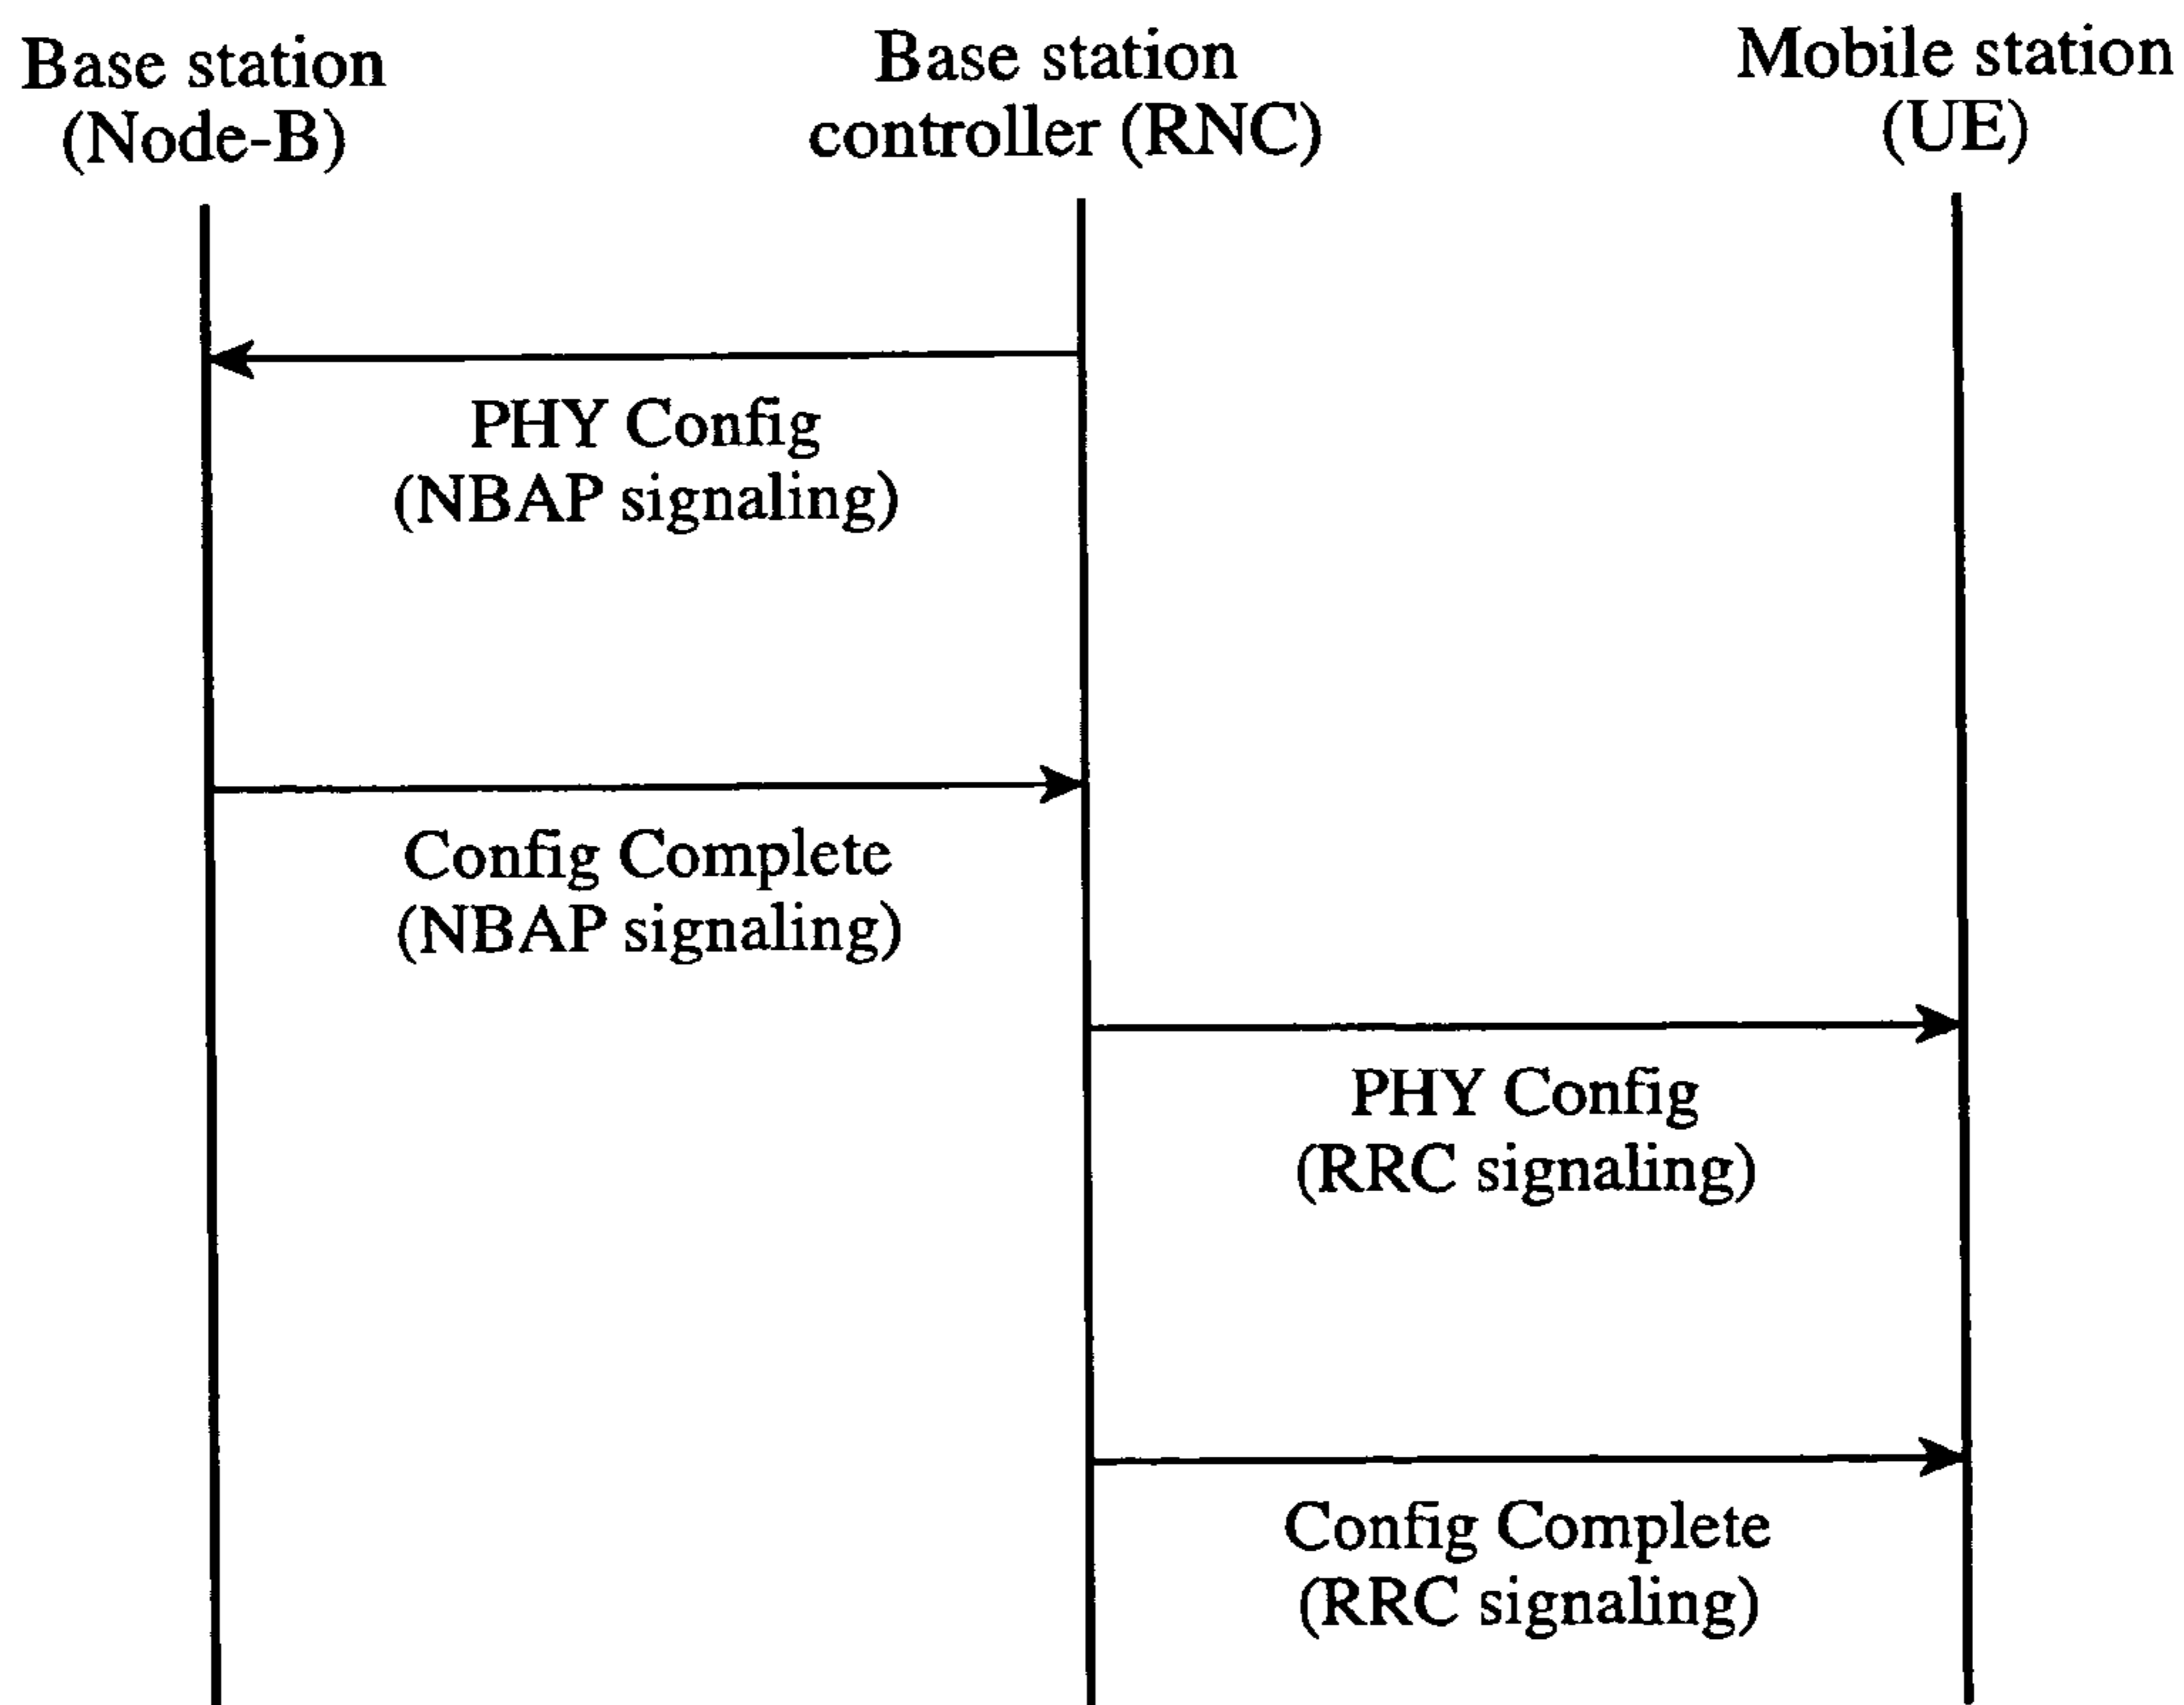 Base station
(Node-B)
Base station
controller (RNC)
Mobile station
(UE)
PHY Config
(NBAP signaling)
Config Complete
(NBAP signaling)
PHY Config
(RRC signaling)
Config Complete
(RRC signaling)